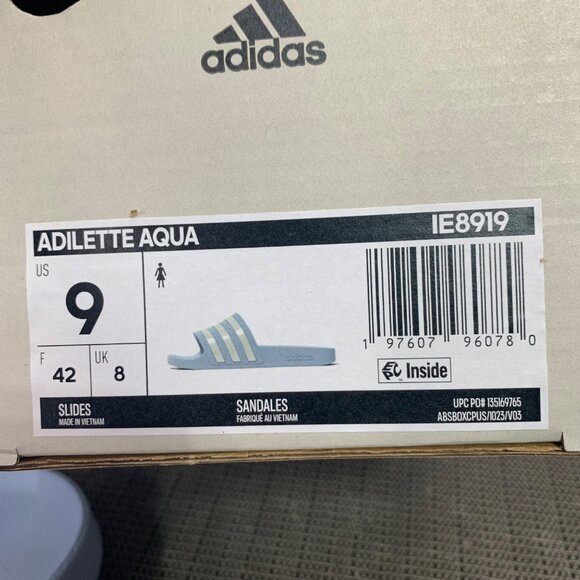 adidas
ADILETTE AQUA IE8919
US
9
F
42
UK
8
adidas
1 97607 96078 0
Inside
SLIDES
MADE IN VIETNAM
SANDALES
FABRIQUÉ AU VIETNAM
UPC PO# 135169765
ABSBOXCPUS/1023/V03